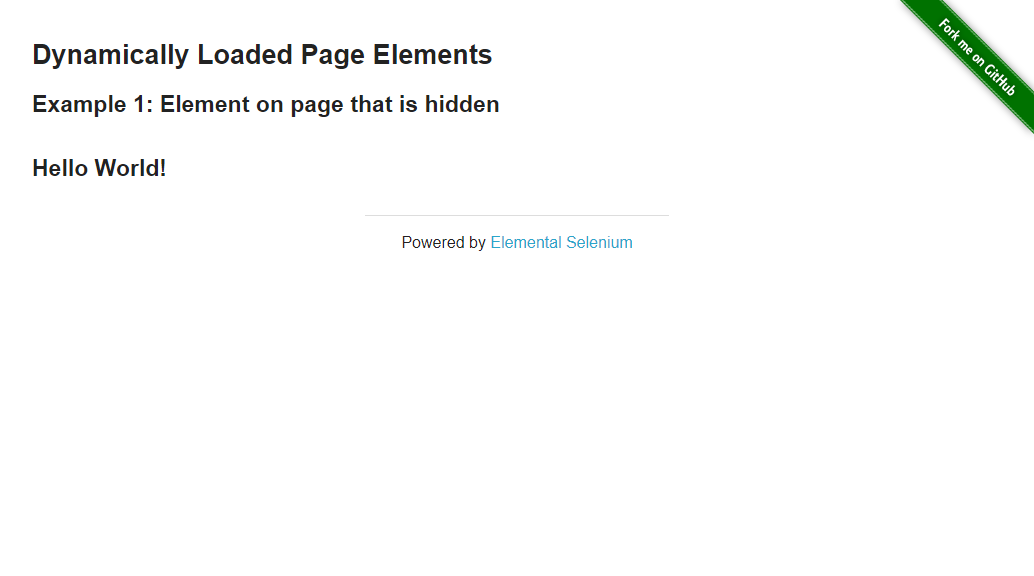 Dynamically Loaded Page Elements
Example 1: Element on page that is hidden
Hello World!
Powered by Elemental Selenium
Fork me on GitHub